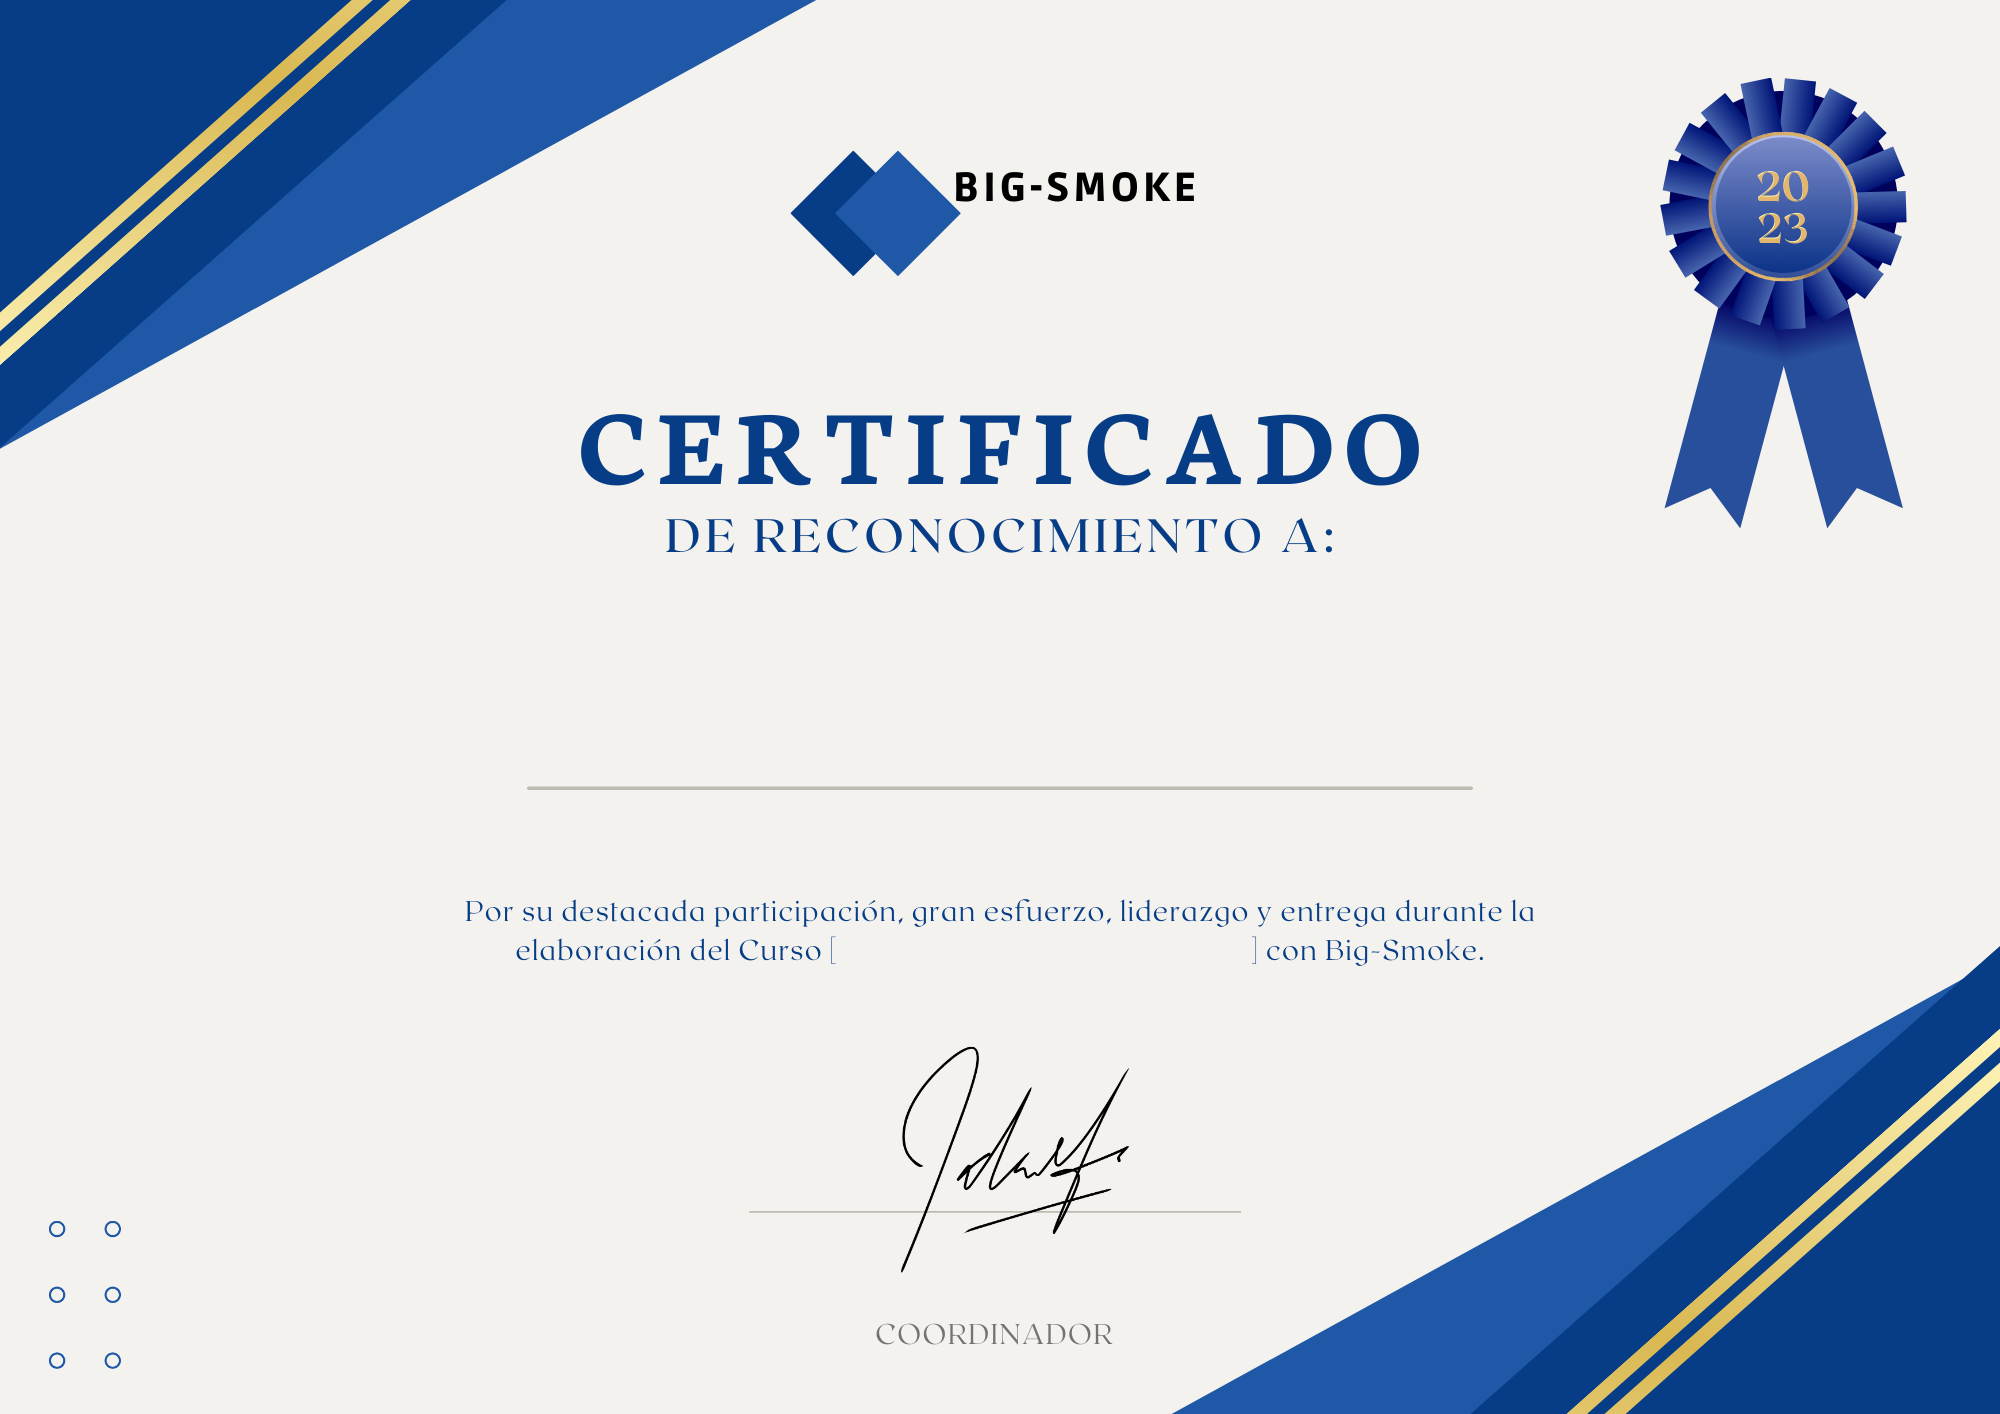 BIG-SMOKE
20
23
CERTIFICADO
DE RECONOCIMIENTO A:
Por su destacada participación, gran esfuerzo, liderazgo y entrega durante la
elaboración del Curso [ ] con Big-Smoke.
COORDINADOR